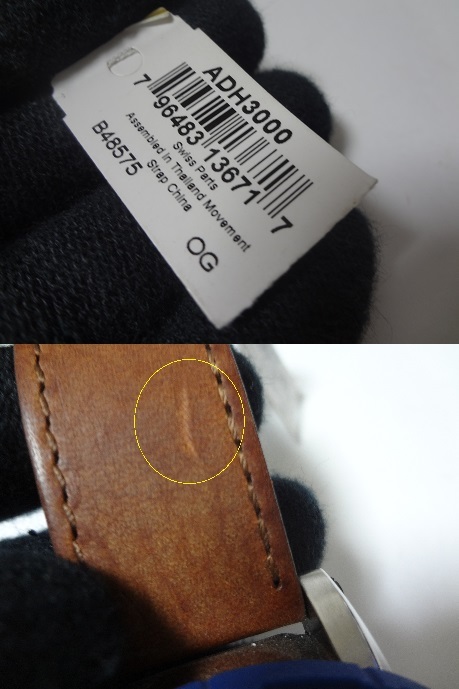 ADH3000
7 96483 13671 7
Swiss Parts
Assembled In Thailand Movement
Strap China
B48575
OG